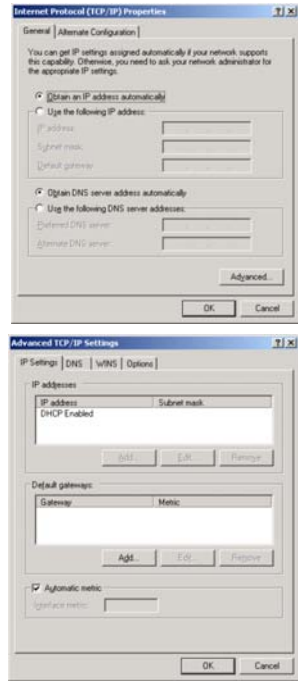 Internet Protocol (TCP/IP) Properties
General Alternate Configuration
You can get IP settings assigned automatically if your network supports
this capability. Otherwise, you need to ask your network administrator for
the appropriate IP settings.
Obtain an IP address automatically
Use the following IP address:
IP address:
Subnet mask:
Default gateway:
Obtain DNS server address automatically
Use the following DNS server addresses:
Preferred DNS server:
Alternate DNS server:
Advanced...
OK Cancel
Advanced TCP/IP Settings
IP Settings DNS WINS Options
IP addresses
IP address Subnet mask
DHCP Enabled
Add... Edit... Remove
Default gateways:
Gateway Metric
Add... Edit... Remove
Automatic metric
Interface metric:
OK Cancel